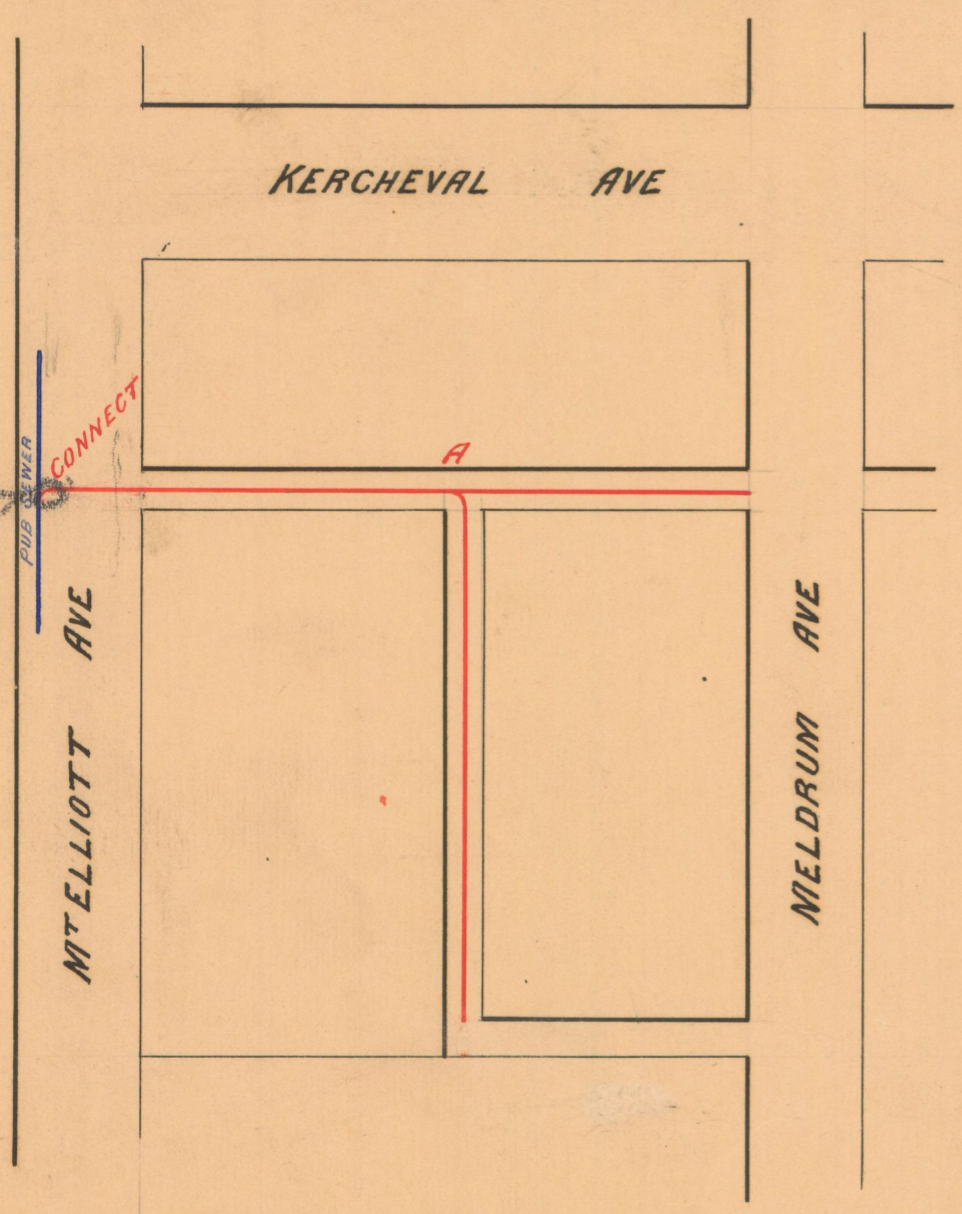 KERCHEVAL AVE
CONNECT
A
PUB SEWER
MT ELLIOTT AVE
MELDRUM AVE